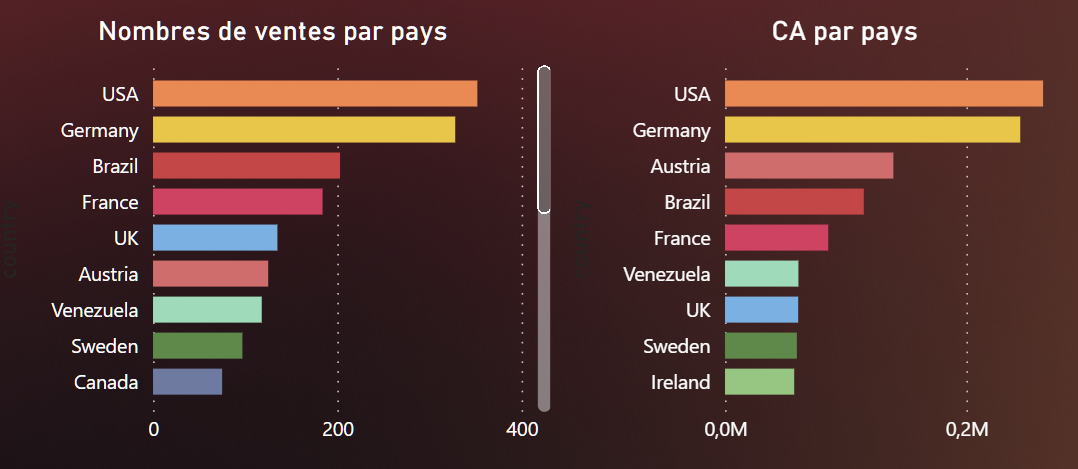 Nombres de ventes par pays
USA
Germany
Brazil
France
UK
Austria
Venezuela
Sweden
Canada
0 200 400
country
CA par pays
USA
Germany
Austria
Brazil
France
Venezuela
UK
Sweden
Ireland
0,0M 0,2M